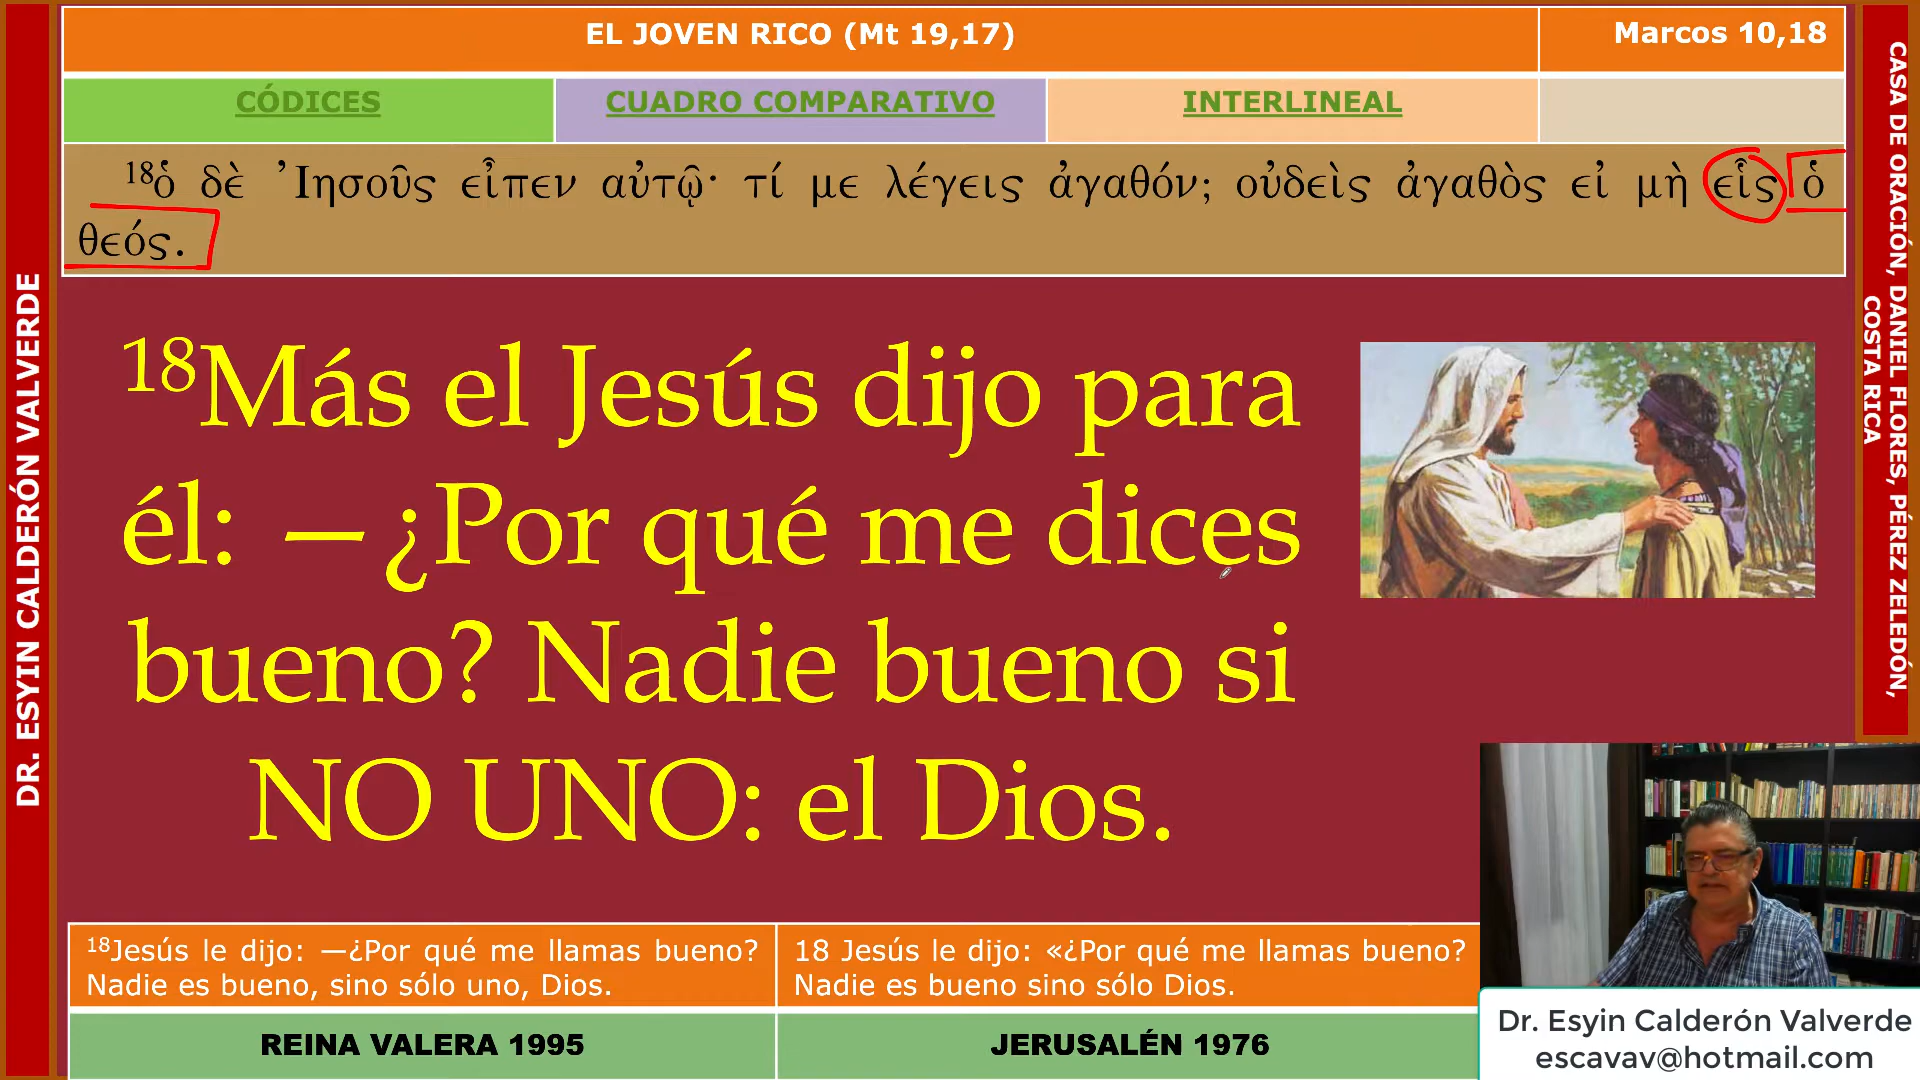 EL JOVEN RICO (Mt 19,17)
Marcos 10,18
CÓDICES
CUADRO COMPARATIVO
INTERLINEAL
18ὁ δὲ ᾿Ιησοῦς εἶπεν αὐτῷ· τί με λέγεις ἀγαθόν; οὐδεὶς ἀγαθὸς εἰ μὴ εἷς ὁ
θεός.
18Más el Jesús dijo para
él: —¿Por qué me dices
bueno? Nadie bueno si
NO UNO: el Dios.
18Jesús le dijo: —¿Por qué me llamas bueno?
Nadie es bueno, sino sólo uno, Dios.
REINA VALERA 1995
18 Jesús le dijo: «¿Por qué me llamas bueno?
Nadie es bueno sino sólo Dios.
JERUSALÉN 1976
DR. ESYIN CALDERÓN VALVERDE
CASA DE ORACIÓN, DANIEL FLORES, PÉREZ ZELEDÓN,
COSTA RICA
Dr. Esyin Calderón Valverde
escavav@hotmail.com